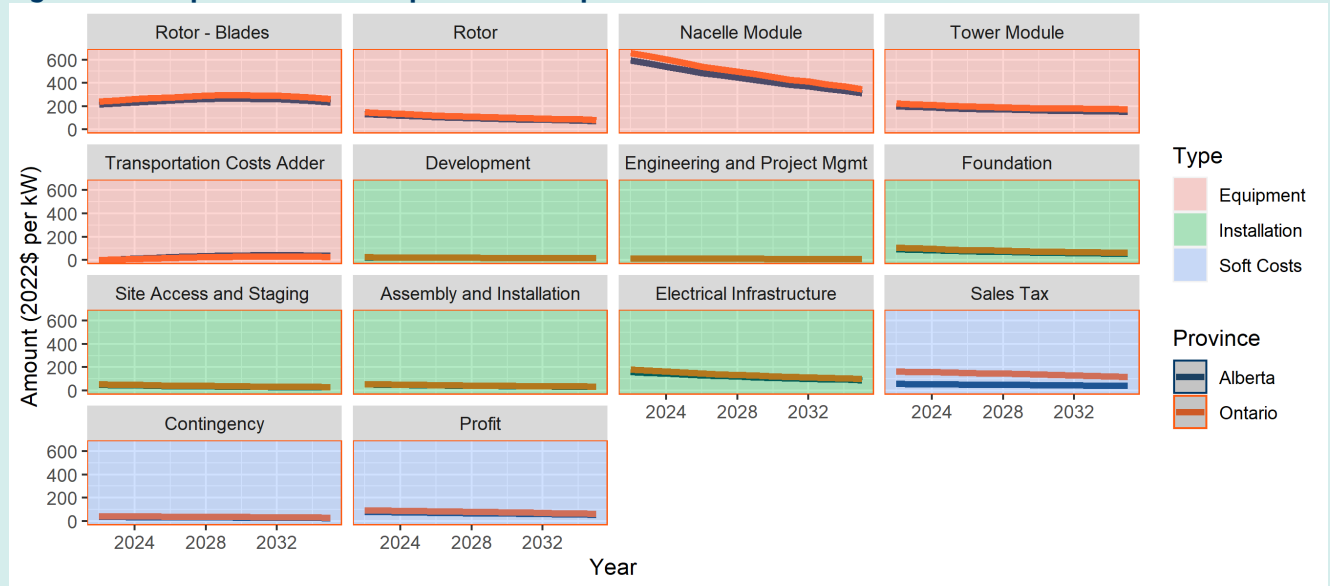 Rotor - Blades
Rotor
Nacelle Module
Tower Module
600
400
200
0
Transportation Costs Adder
Development
Engineering and Project Mgmt
Foundation
600
400
200
0
Site Access and Staging
Assembly and Installation
Electrical Infrastructure
Sales Tax
600
400
200
0
2024 2028 2032
2024 2028 2032
Contingency
Profit
600
400
200
0
2024 2028 2032
2024 2028 2032
Amount (2022$ per kW)
Year
Type
Equipment
Installation
Soft Costs
Province
Alberta
Ontario